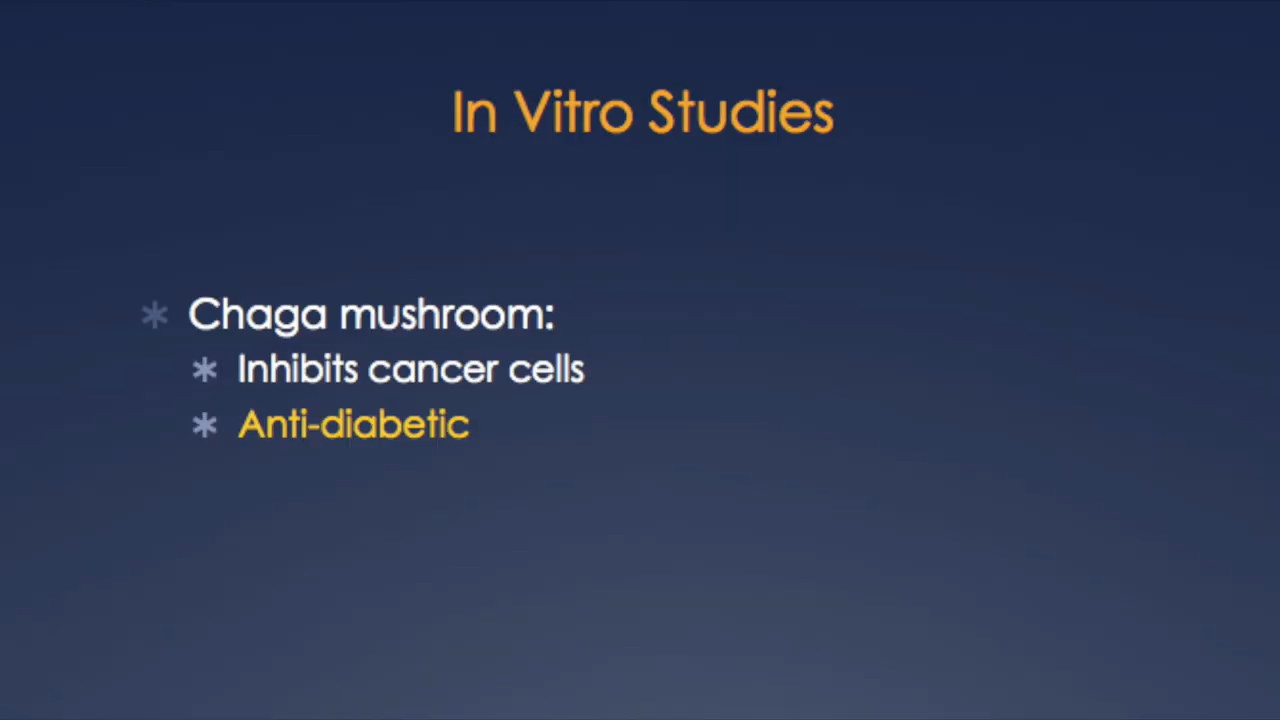 In Vitro Studies
* Chaga mushroom:
* Inhibits cancer cells
* Anti-diabetic